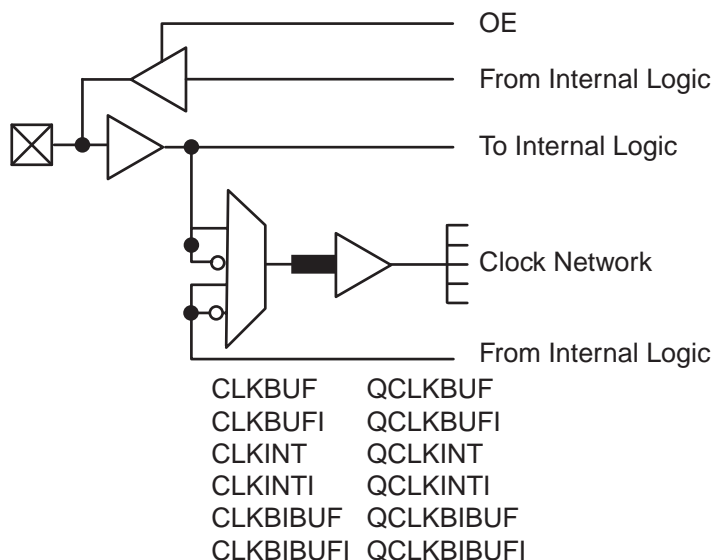 OE
From Internal Logic
To Internal Logic
Clock Network
From Internal Logic
CLKBUF QCLKBUF
CLKBUFI QCLKBUFI
CLKINT QCLKINT
CLKINTI QCLKINTI
CLKBIBUF QCLKBIBUF
CLKBIBUFI QCLKBIBUFI